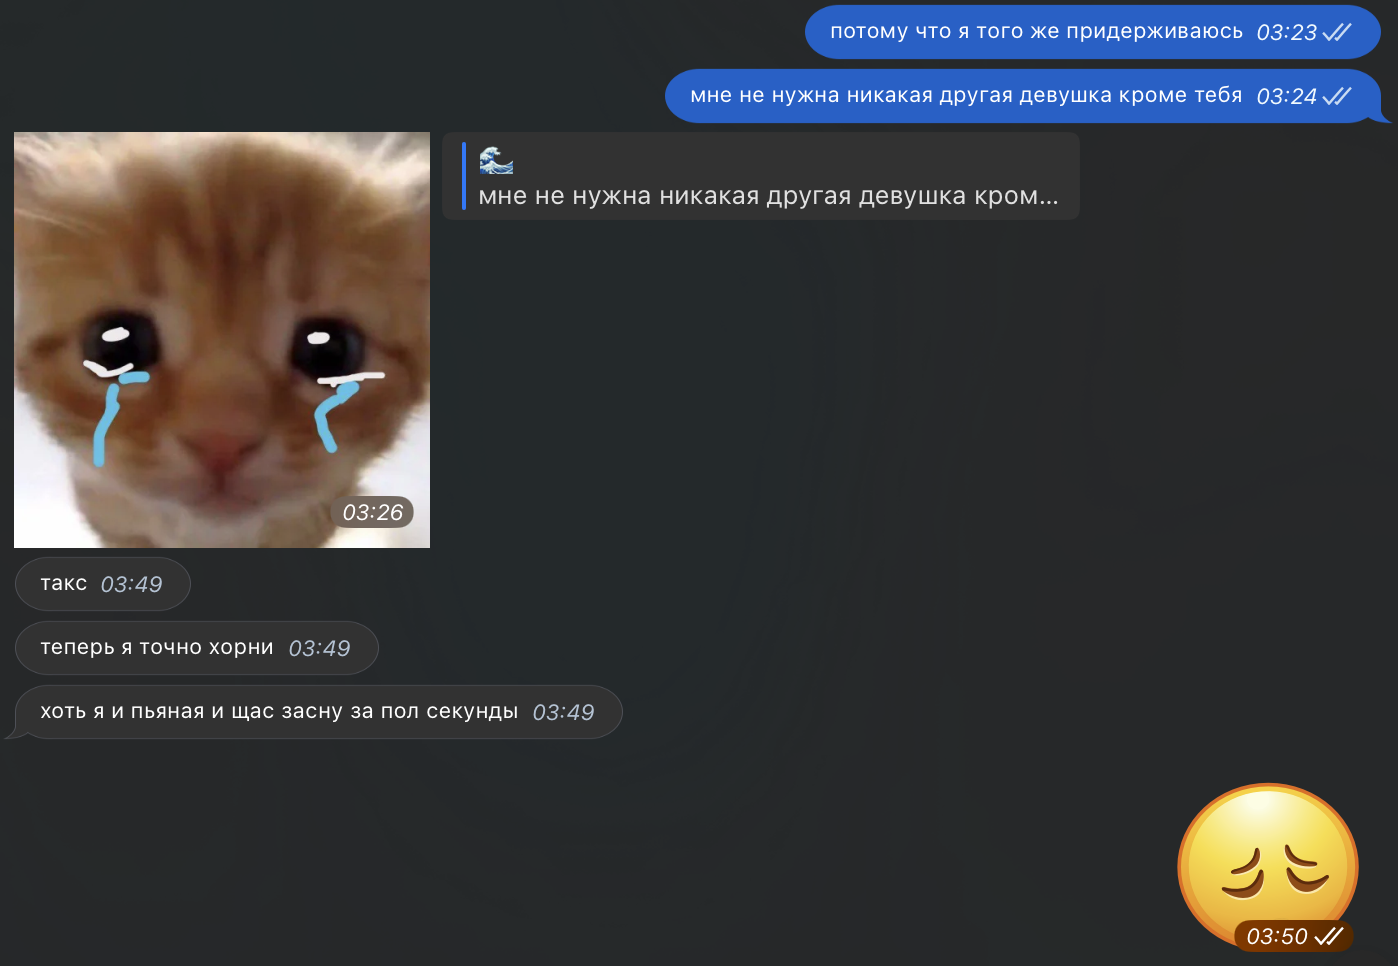 потому что я того же придерживаюсь 03:23
мне не нужна никакая другая девушка кроме тебя 03:24
🌊
мне не нужна никакая другая девушка кром...
03:26
такс 03:49
теперь я точно хорни 03:49
хоть я и пьяная и щас засну за пол секунды 03:49
03:50